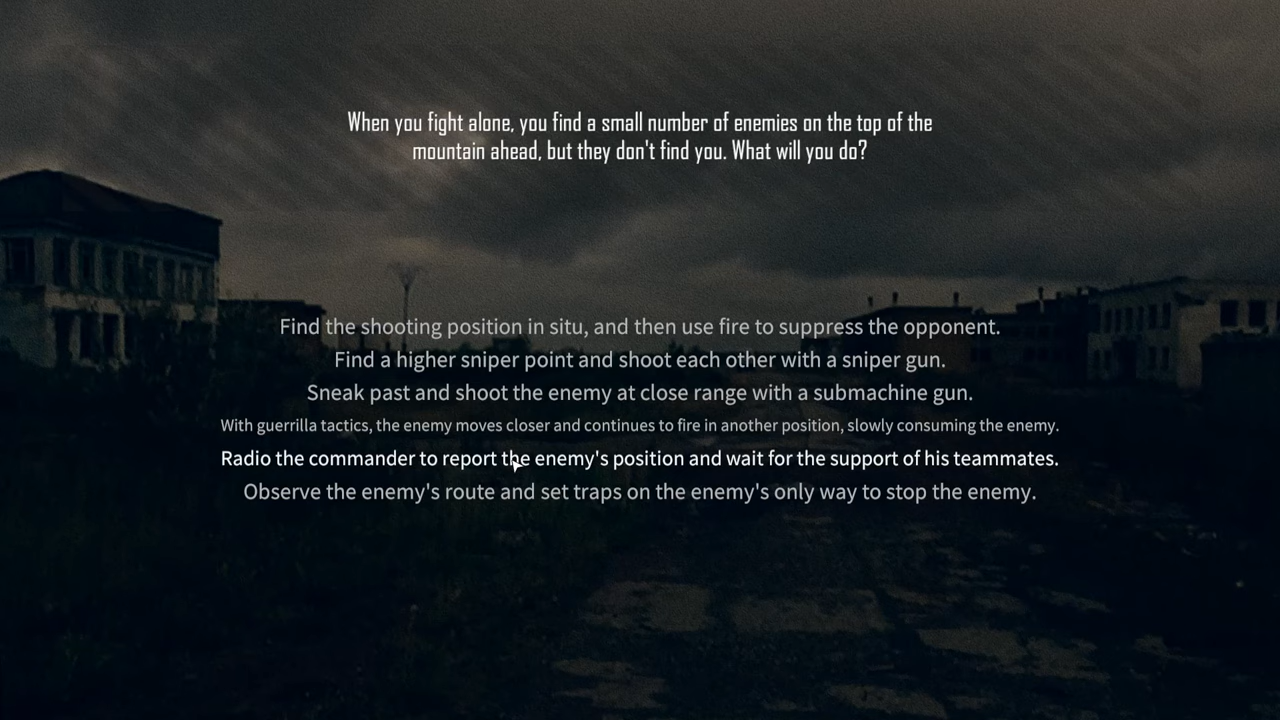 When you fight alone, you find a small number of enemies on the top of the
mountain ahead, but they don't find you. What will you do?
Find the shooting position in situ, and then use fire to suppress the opponent.
Find a higher sniper point and shoot each other with a sniper gun.
Sneak past and shoot the enemy at close range with a submachine gun.
With guerrilla tactics, the enemy moves closer and continues to fire in another position, slowly consuming the enemy.
Radio the commander to report the enemy's position and wait for the support of his teammates.
Observe the enemy's route and set traps on the enemy's only way to stop the enemy.